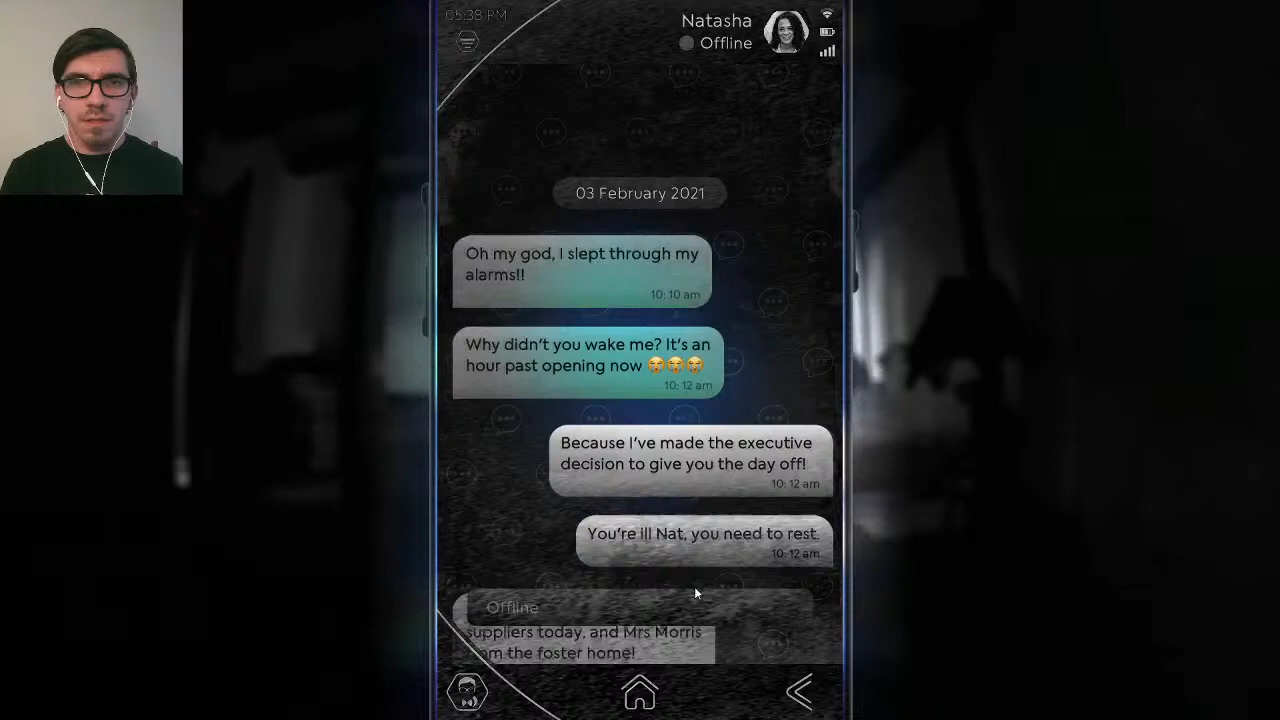 05:38 PM
Natasha
Offline
03 February 2021
Oh my god, I slept through my
alarms!!
10:10 am
Why didn't you wake me? It's an
hour past opening now 😭😭😭
10:12 am
Because I've made the executive
decision to give you the day off!
10:12 am
You're ill Nat, you need to rest.
10:12 am
Offline
suppliers today, and Mrs Morris
from the foster home!